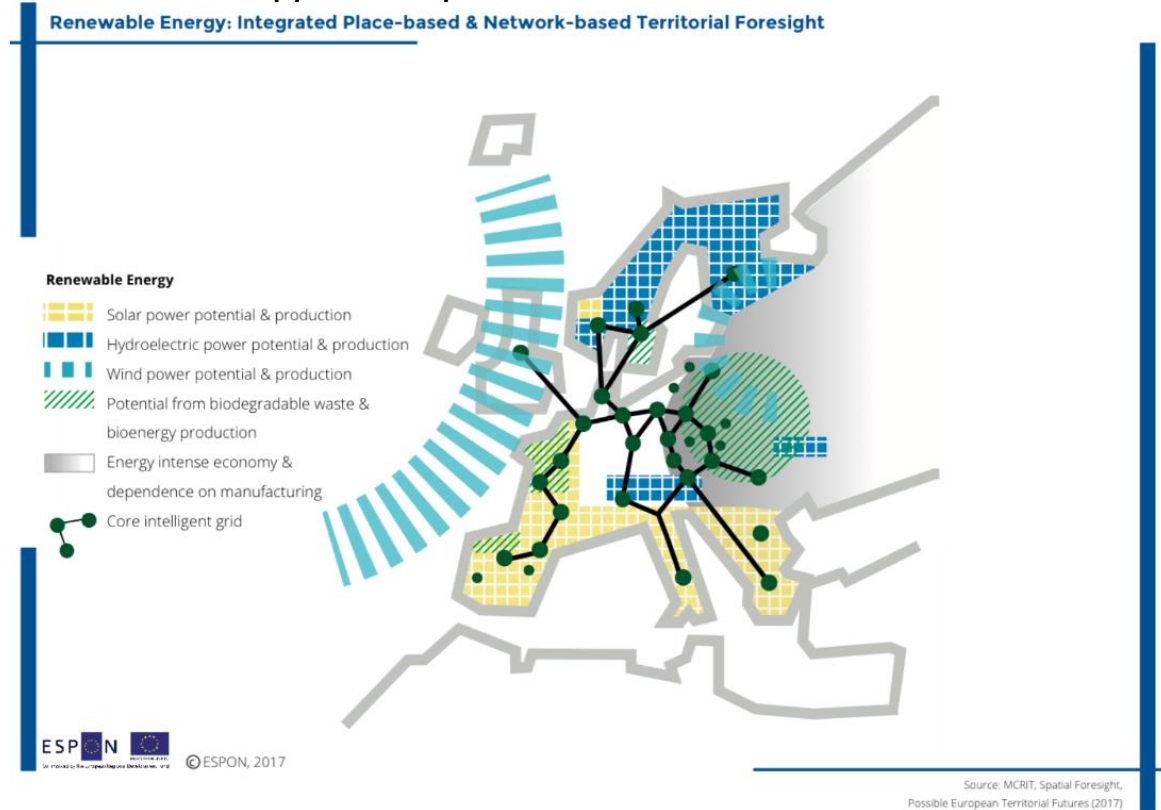 Renewable Energy: Integrated Place-based & Network-based Territorial Foresight
Renewable Energy
Solar power potential & production
Hydroelectric power potential & production
Wind power potential & production
Potential from biodegradable waste &
bioenergy production
Energy intense economy &
dependence on manufacturing
Core intelligent grid
ESPON
© ESPON, 2017
Source: MCRIT, Spatial Foresight,
Possible European Territorial Futures (2017)